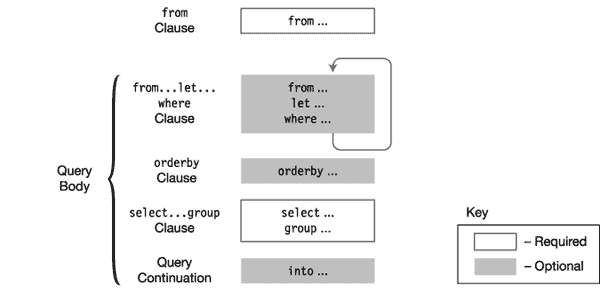 from
Clause
from ...
from...let...
where
Clause
from ...
let ...
where ...
Query
Body
orderby
Clause
orderby ...
select...group
Clause
select ...
group ...
Query
Continuation
into ...
Key
– Required
– Optional